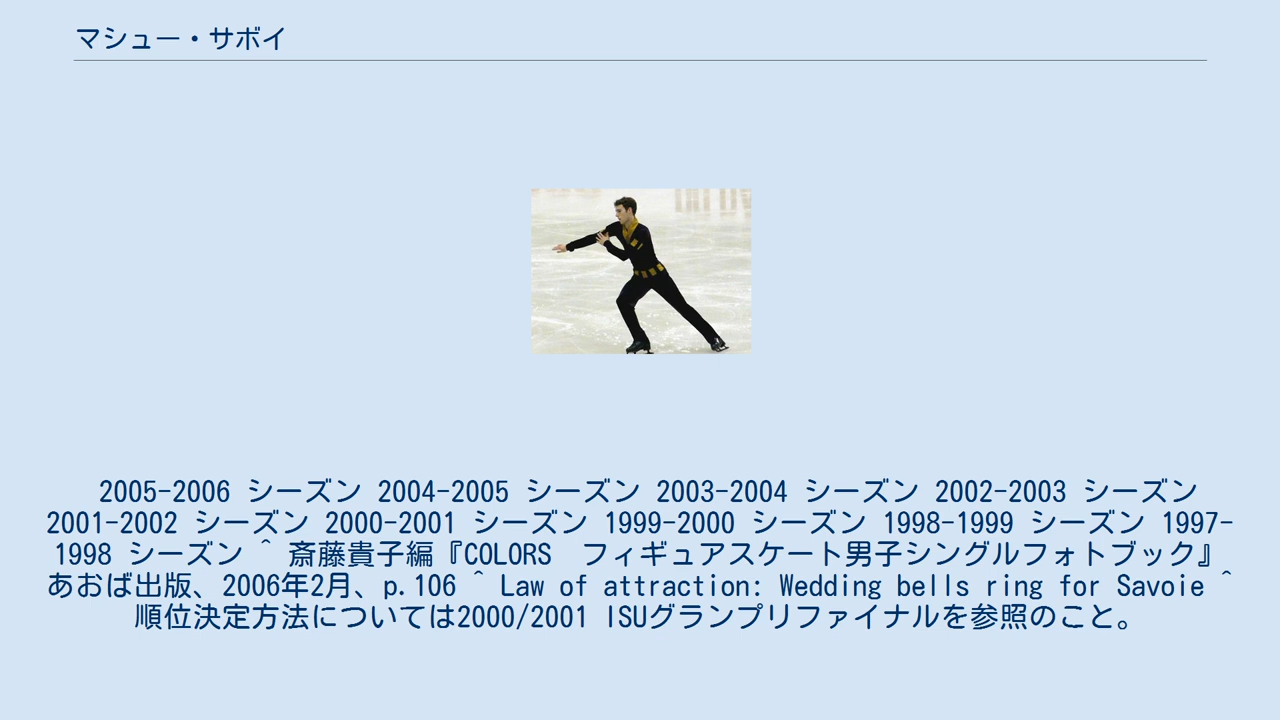 マシュー・サボイ
2005-2006 シーズン 2004-2005 シーズン 2003-2004 シーズン 2002-2003 シーズン
2001-2002 シーズン 2000-2001 シーズン 1999-2000 シーズン 1998-1999 シーズン 1997-
1998 シーズン ^ 斎藤貴子編『COLORS　フィギュアスケート男子シングルフォトブック』
あおば出版、2006年2月、p.106 ^ Law of attraction: Wedding bells ring for Savoie ^
順位決定方法については2000/2001 ISUグランプリファイナルを参照のこと。